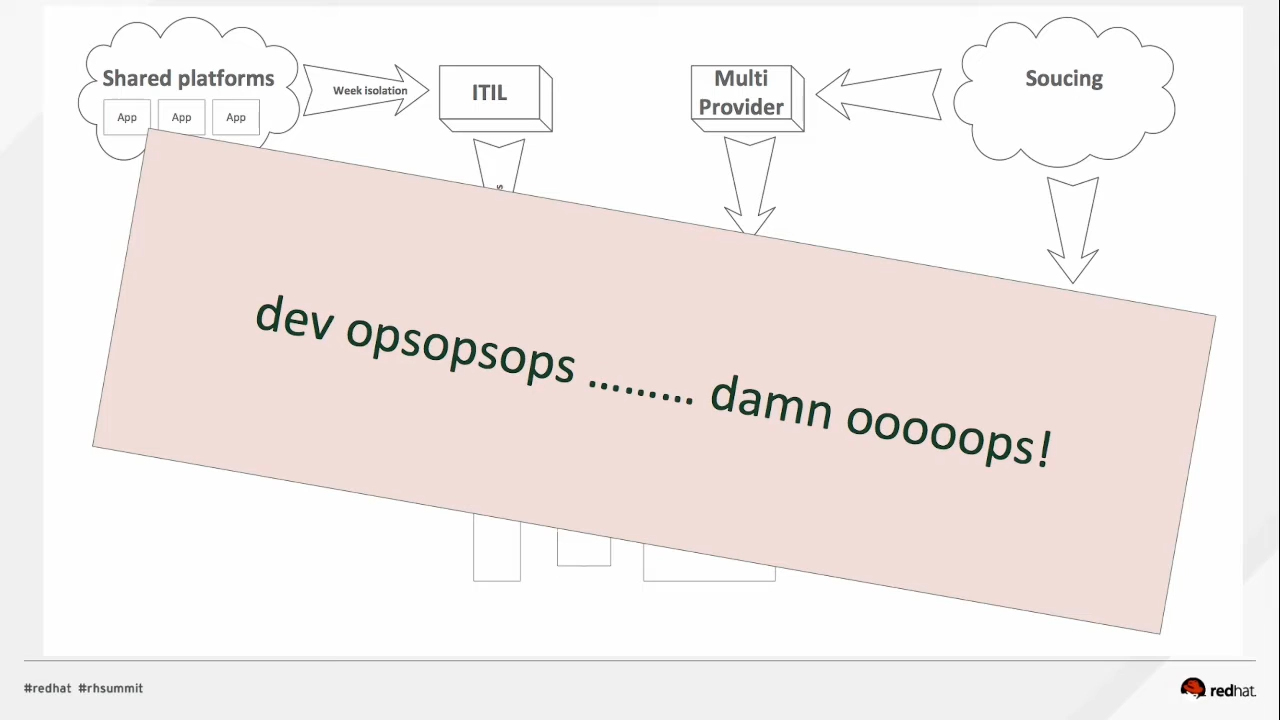 Shared platforms
App App App
Week isolation
ITIL
Multi
Provider
Soucing
s
dev opsopsops ......... damn ooooops!
#redhat #rhsummit
redhat.